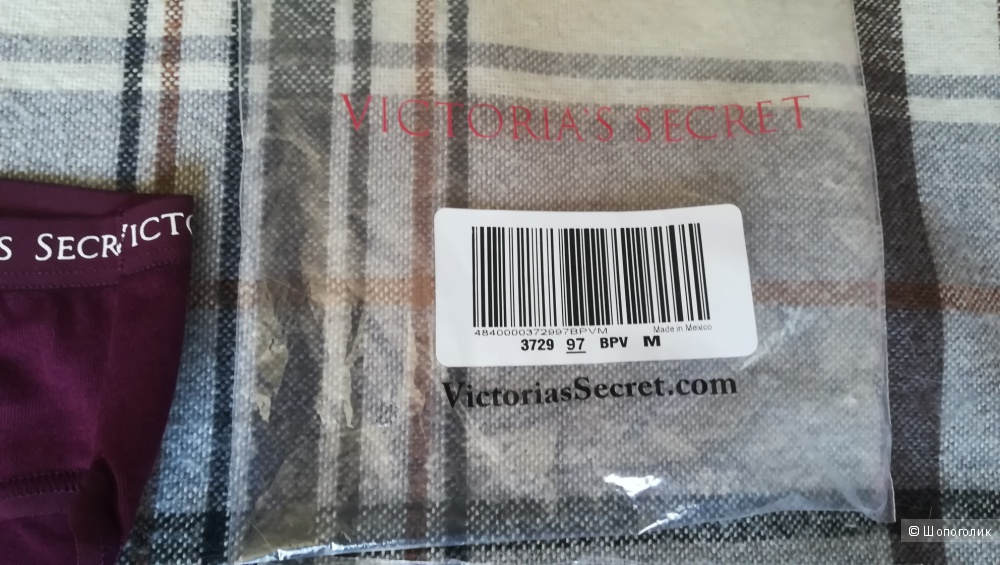 VICTORIA'S SECRET
S SECR
VICTO
4840000372997BPVM Made in Mexico
3729 97 BPV M
VictoriasSecret.com
© Шопоголик